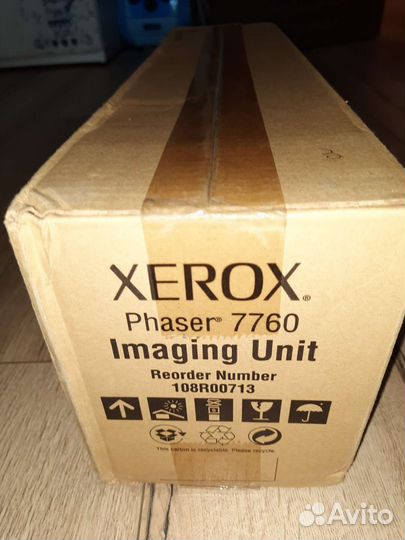 XEROX®
Phaser® 7760
Imaging Unit
Reorder Number
108R00713
This carton is recyclable. Please recycle.
Avito